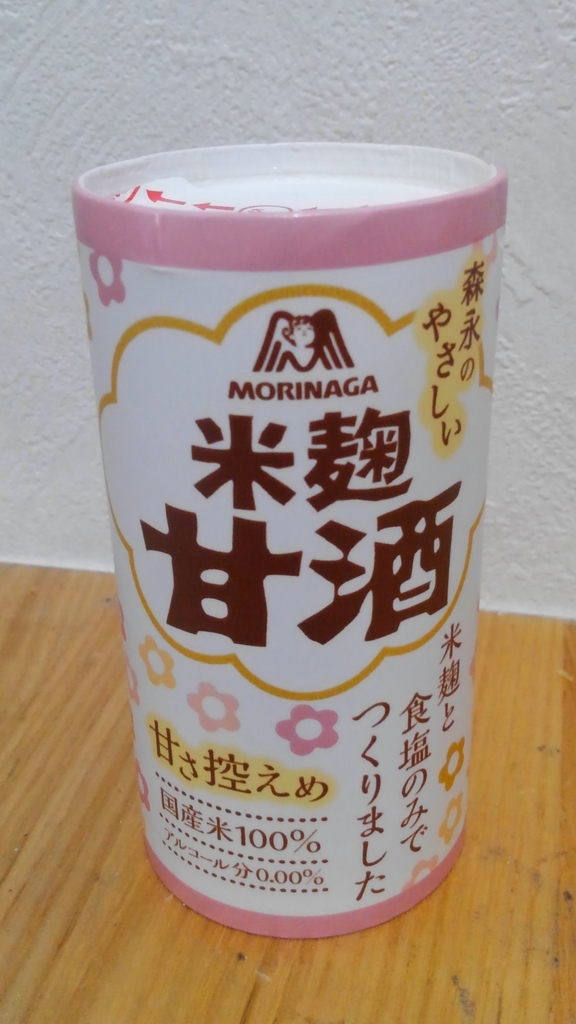 森永の
やさしい
MORINAGA
米麹
甘酒
米麹と
食塩のみで
つくりました
甘さ控えめ
国産米100%
アルコール分0.00%